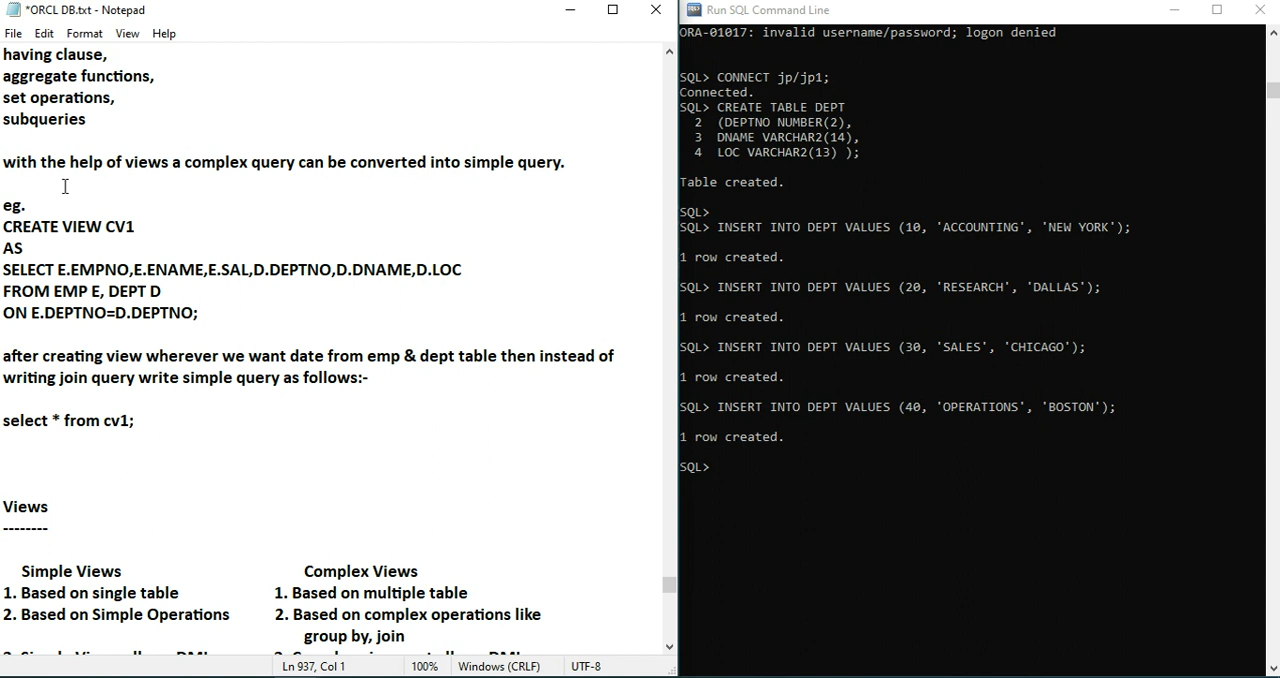 *ORCL DB.txt - Notepad
File Edit Format View Help
having clause,
aggregate functions,
set operations,
subqueries
with the help of views a complex query can be converted into simple query.
eg.
CREATE VIEW CV1
AS
SELECT E.EMPNO,E.ENAME,E.SAL,D.DEPTNO,D.DNAME,D.LOC
FROM EMP E, DEPT D
ON E.DEPTNO=D.DEPTNO;
after creating view wherever we want date from emp & dept table then instead of
writing join query write simple query as follows:-
select * from cv1;
Views
--------
Simple Views Complex Views
1. Based on single table 1. Based on multiple table
2. Based on Simple Operations 2. Based on complex operations like
group by, join
Ln 937, Col 1 100% Windows (CRLF) UTF-8
Run SQL Command Line
ORA-01017: invalid username/password; logon denied
SQL> CONNECT jp/jp1;
Connected.
SQL> CREATE TABLE DEPT
2 (DEPTNO NUMBER(2),
3 DNAME VARCHAR2(14),
4 LOC VARCHAR2(13) );
Table created.
SQL>
SQL> INSERT INTO DEPT VALUES (10, 'ACCOUNTING', 'NEW YORK');
1 row created.
SQL> INSERT INTO DEPT VALUES (20, 'RESEARCH', 'DALLAS');
1 row created.
SQL> INSERT INTO DEPT VALUES (30, 'SALES', 'CHICAGO');
1 row created.
SQL> INSERT INTO DEPT VALUES (40, 'OPERATIONS', 'BOSTON');
1 row created.
SQL>